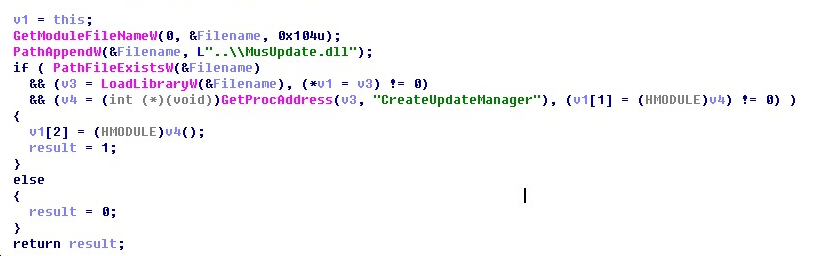 v1 = this;
GetModuleFileNameW(0, &Filename, 0x104u);
PathAppendW(&Filename, L"..\\MusUpdate.dll");
if ( PathFileExistsW(&Filename)
  && (v3 = LoadLibraryW(&Filename), (*v1 = v3) != 0)
  && (v4 = (int (*)(void))GetProcAddress(v3, "CreateUpdateManager"), (v1[1] = (HMODULE)v4) != 0) )
{
  v1[2] = (HMODULE)v4();
  result = 1;
}
else
{
  result = 0;
}
return result;